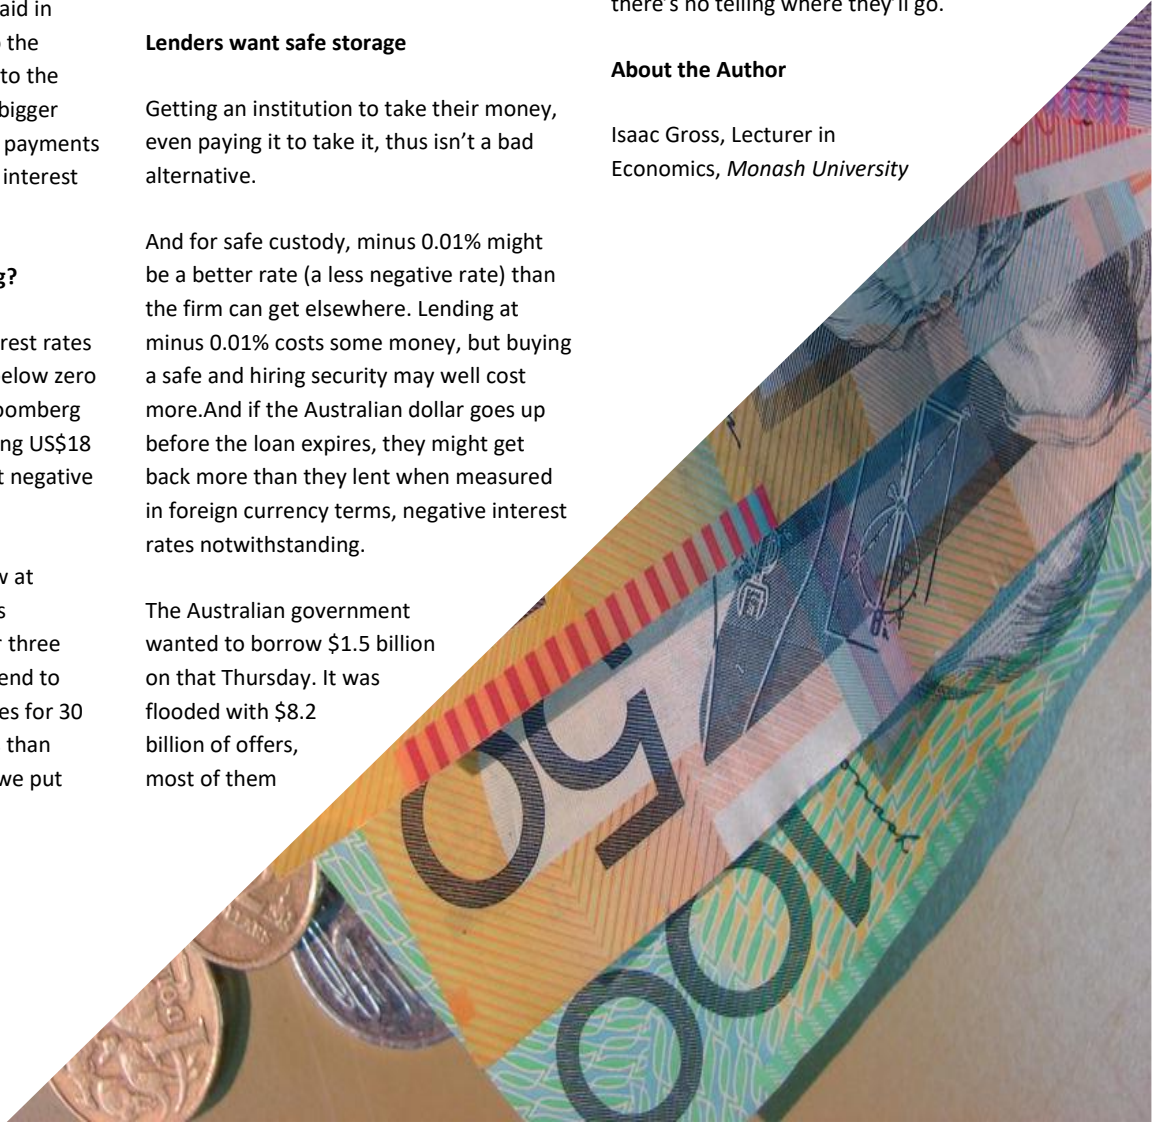 aid in
the
to the
bigger
payments
interest
g?
rest rates
elow zero
oomberg
ng US$18
t negative
w at
s
r three
end to
es for 30
than
we put
Lenders want safe storage
Getting an institution to take their money,
even paying it to take it, thus isn’t a bad
alternative.
And for safe custody, minus 0.01% might
be a better rate (a less negative rate) than
the firm can get elsewhere. Lending at
minus 0.01% costs some money, but buying
a safe and hiring security may well cost
more.And if the Australian dollar goes up
before the loan expires, they might get
back more than they lent when measured
in foreign currency terms, negative interest
rates notwithstanding.
The Australian government
wanted to borrow $1.5 billion
on that Thursday. It was
flooded with $8.2
billion of offers,
most of them
there’s no telling where they’ll go.
About the Author
Isaac Gross, Lecturer in
Economics, Monash University
50
100